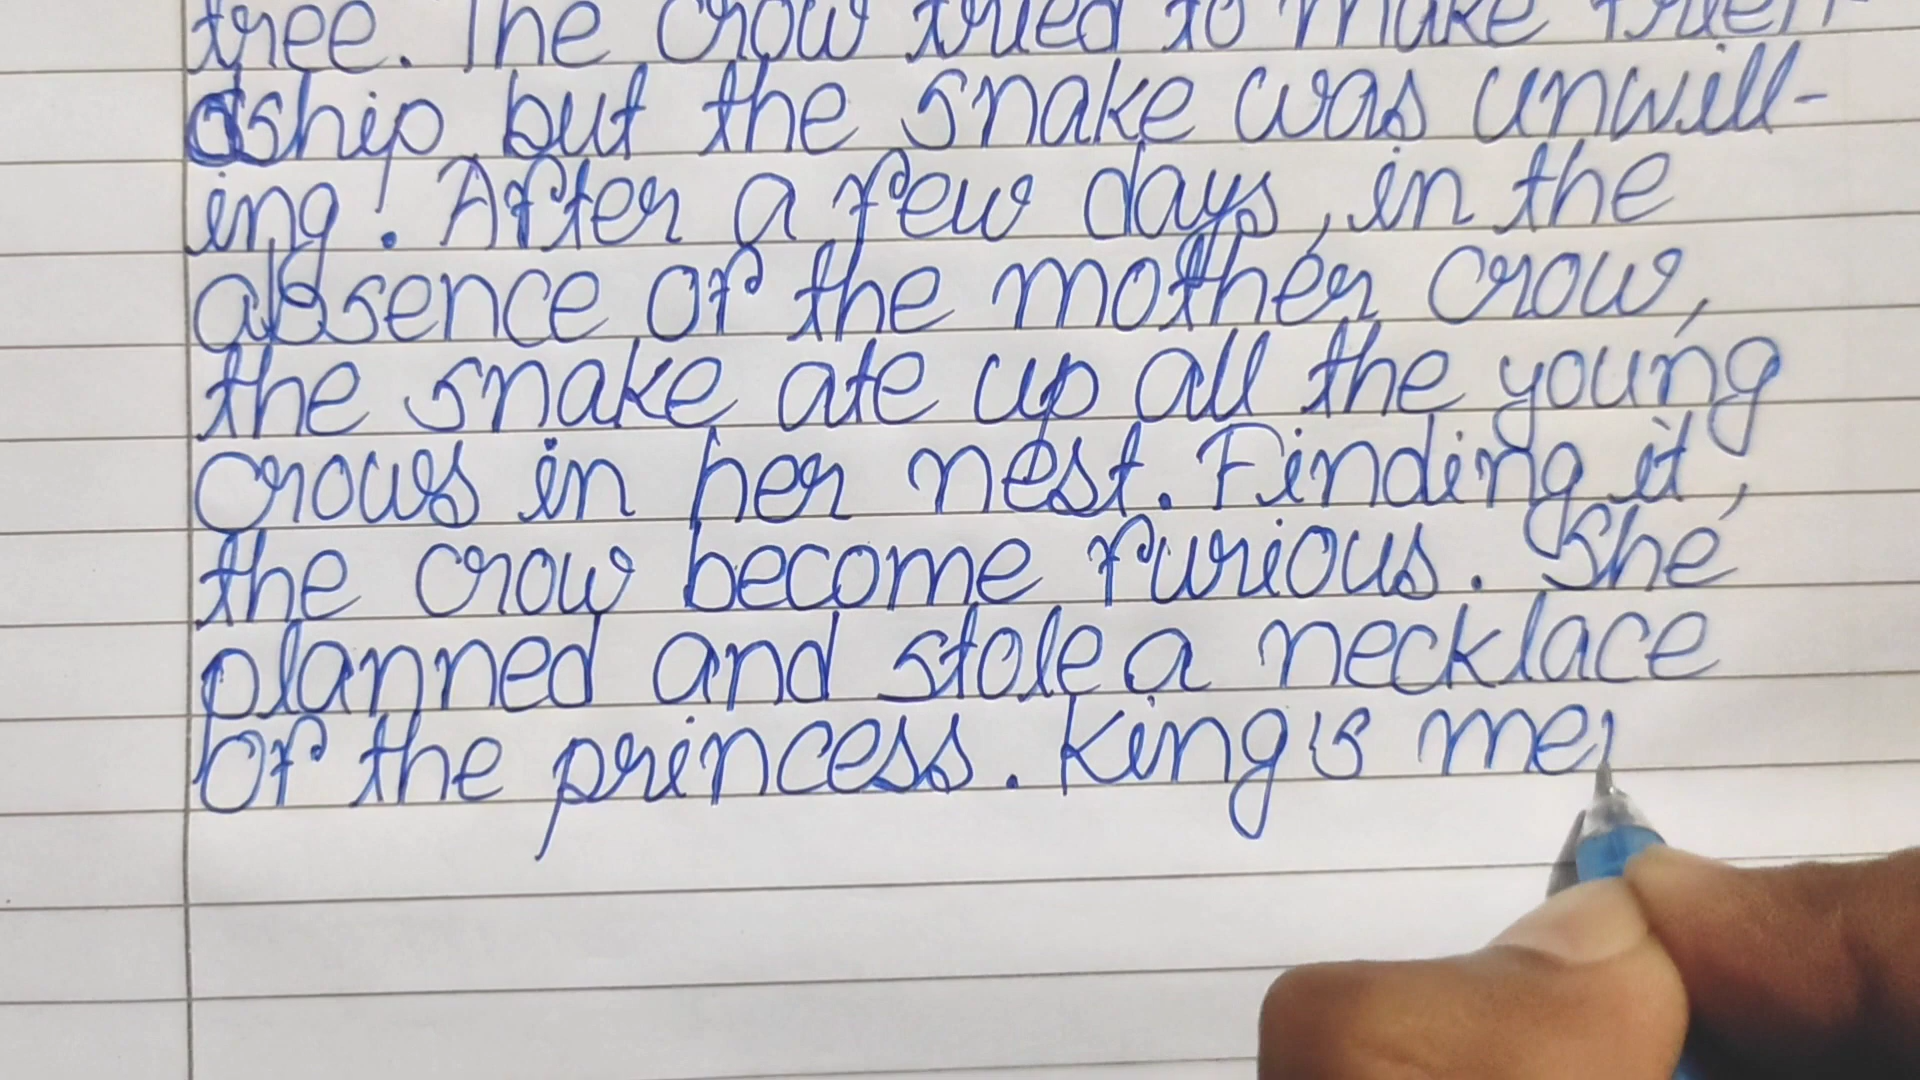 tree. The crow tried to make frien-
dship but the snake was unwill-
ing. After a few days, in the
absence of the mother crow,
the snake ate up all the young
crows in her nest. Finding it,
the crow become furious. She
planned and stole a necklace
of the princess. King's me